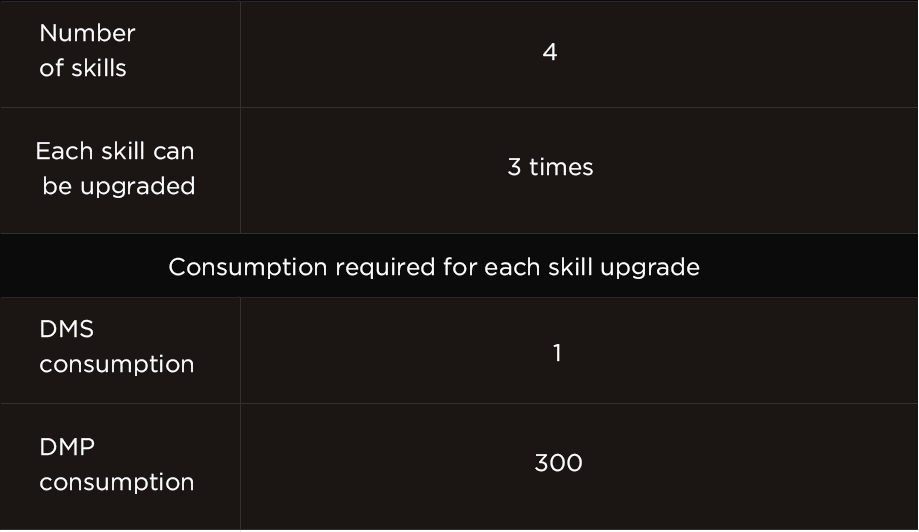 Number
of skills
4
Each skill can
be upgraded
3 times
Consumption required for each skill upgrade
DMS
consumption
1
DMP
consumption
300